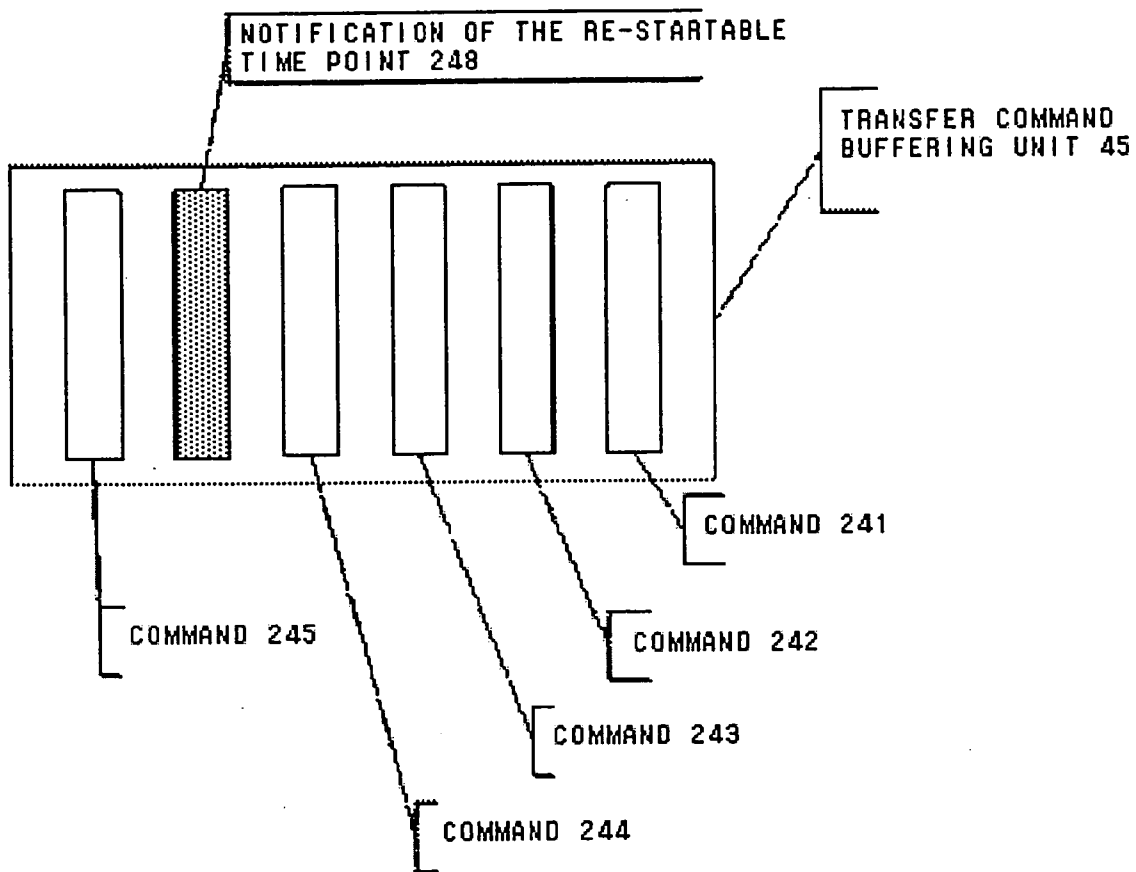 NOTIFICATION OF THE RE-STARTABLE
TIME POINT 248
TRANSFER COMMAND
BUFFERING UNIT 45
COMMAND 241
COMMAND 245
COMMAND 242
COMMAND 243
COMMAND 244